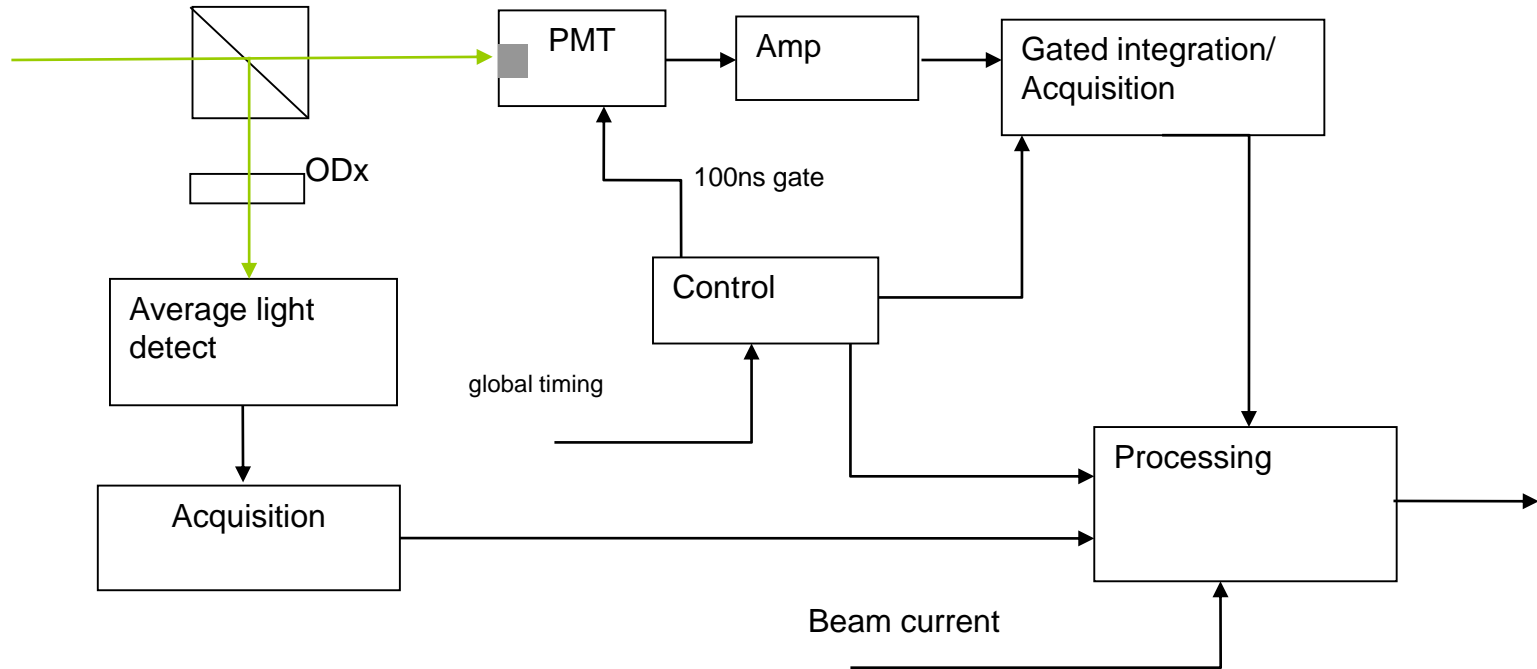 PMT
Amp
Gated integration/
Acquisition
ODx
100ns gate
Control
Average light
detect
global timing
Processing
Acquisition
Beam current